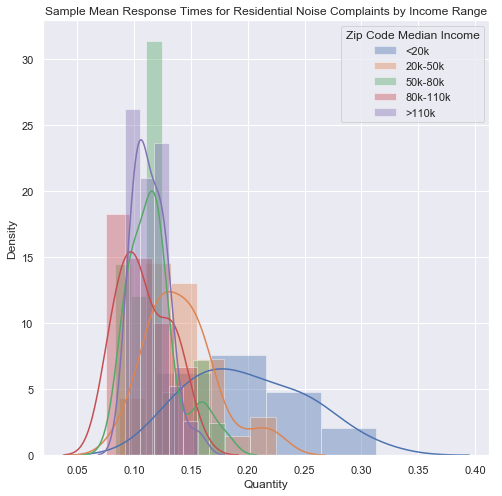 Sample Mean Response Times for Residential Noise Complaints by Income Range
Zip Code Median Income
<20k
20k-50k
50k-80k
80k-110k
>110k
30
25
20
15
10
5
0
Density
0.05 0.10 0.15 0.20 0.25 0.30 0.35 0.40
Quantity